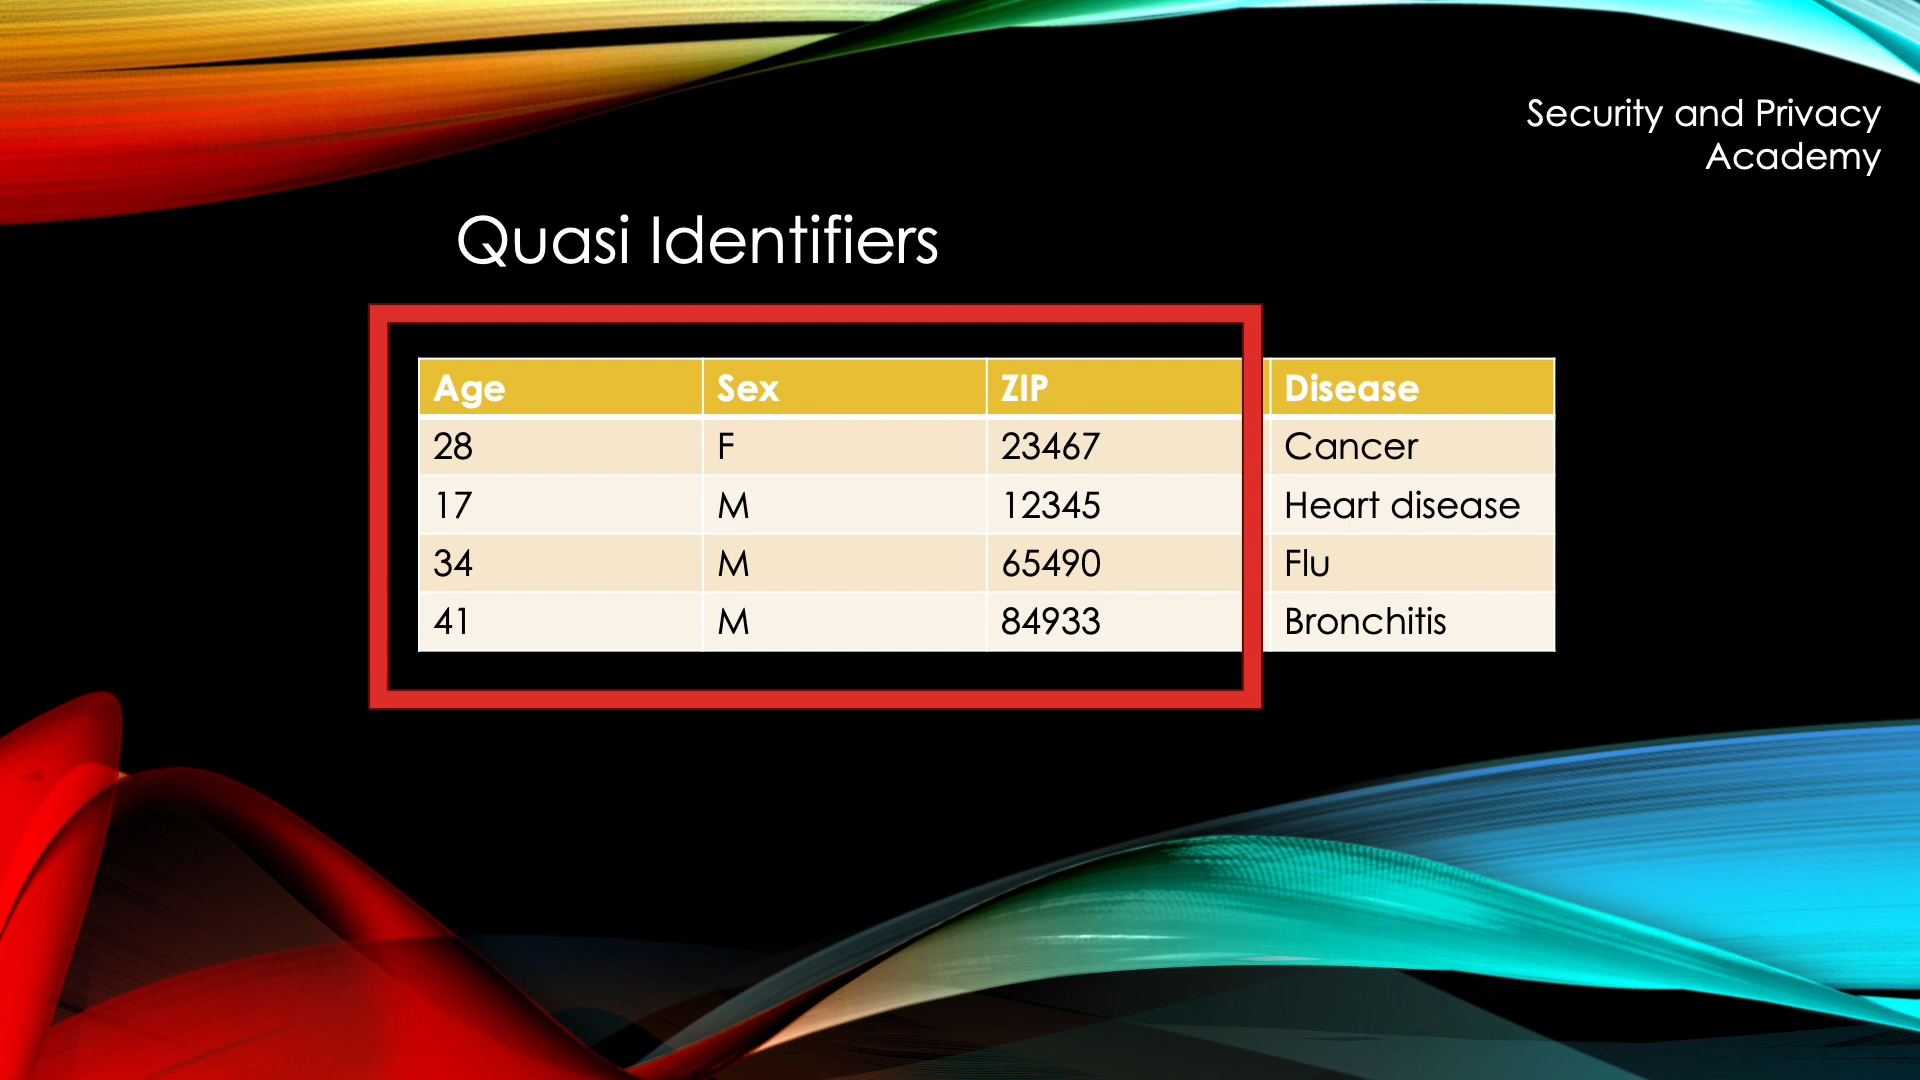 Security and Privacy
Academy
Quasi Identifiers
Age Sex ZIP Disease
28 F 23467 Cancer
17 M 12345 Heart disease
34 M 65490 Flu
41 M 84933 Bronchitis